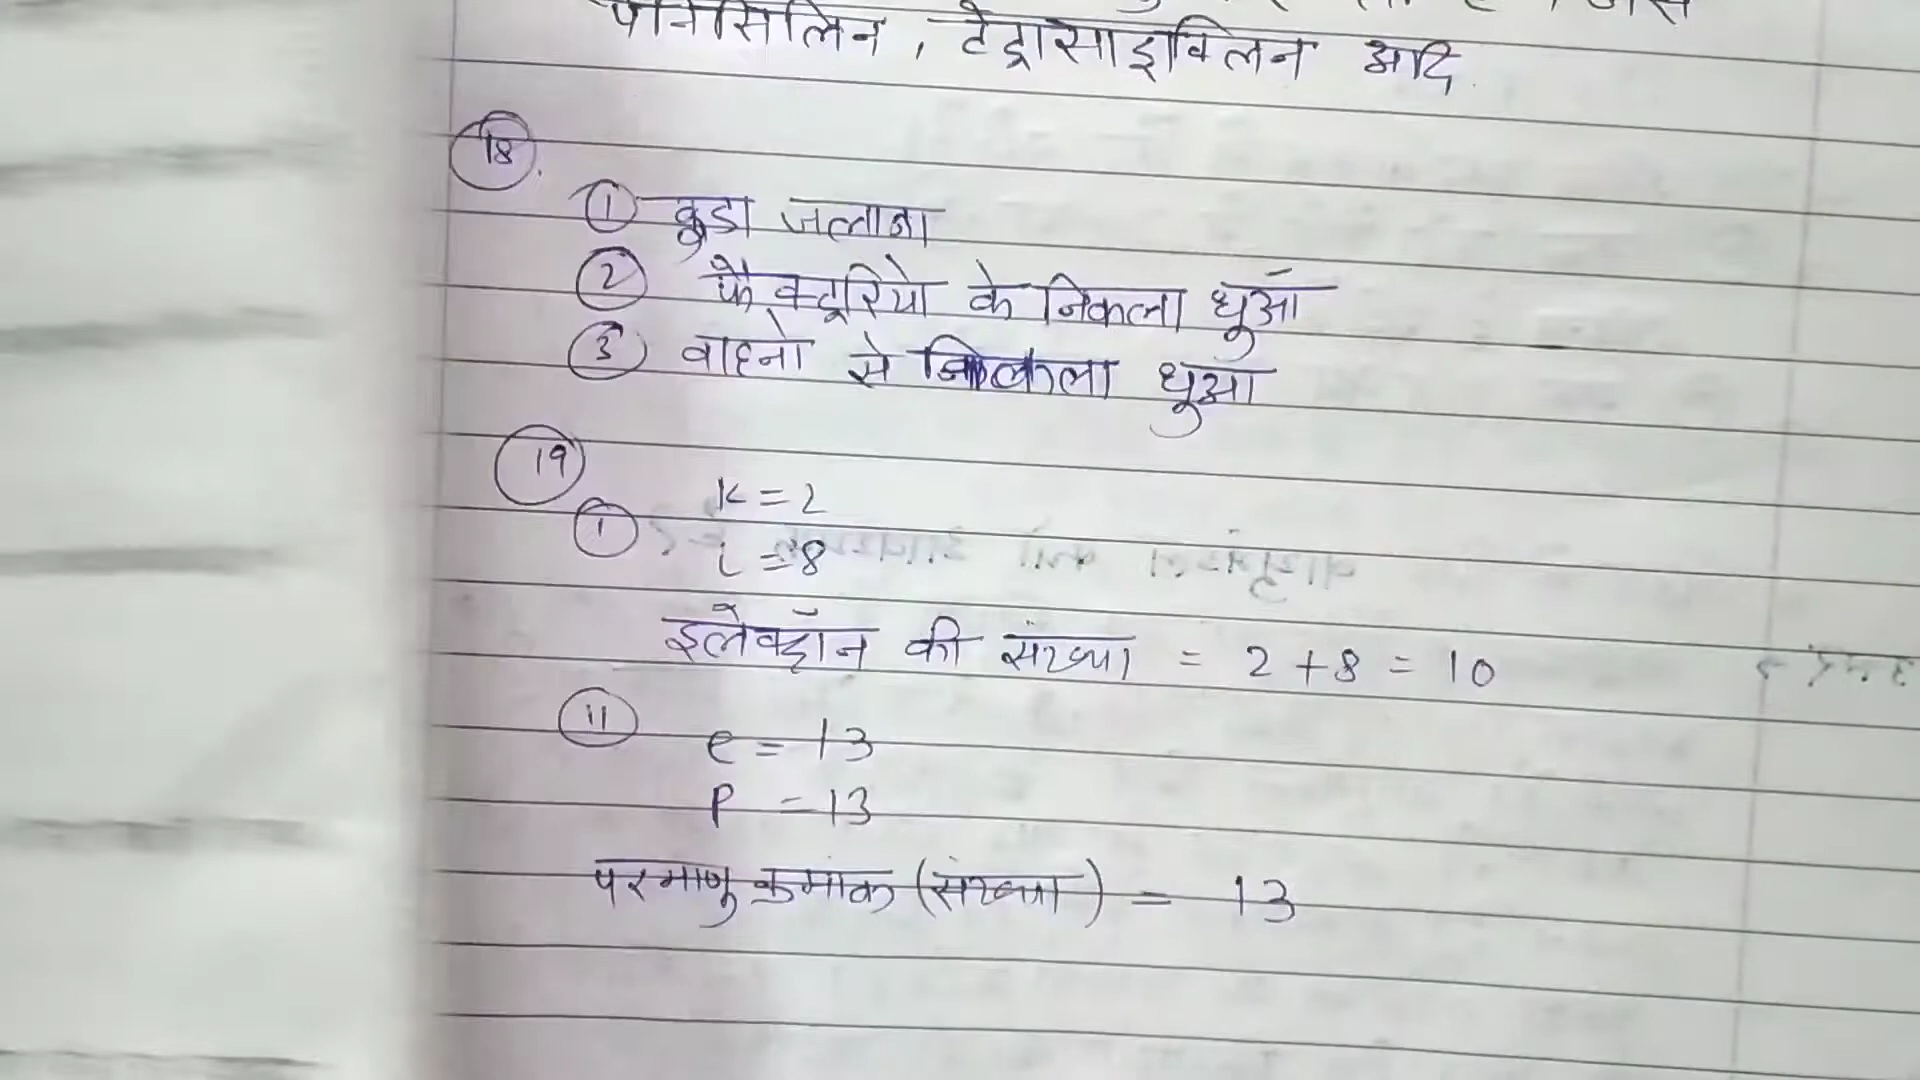 पेनिसिलिन, टेट्रासाइक्लिन आदि
18.
① कुडा जलाना
② फैक्टूरियो के निकला धुआँ
③ वाहनो से निकला धुआ
19
① K = 2
L = 8
इलैक्ट्रॉन की संख्या = 2 + 8 = 10
11 e = 13
P = 13
परमाणु क्रमांक (संख्या) = 13